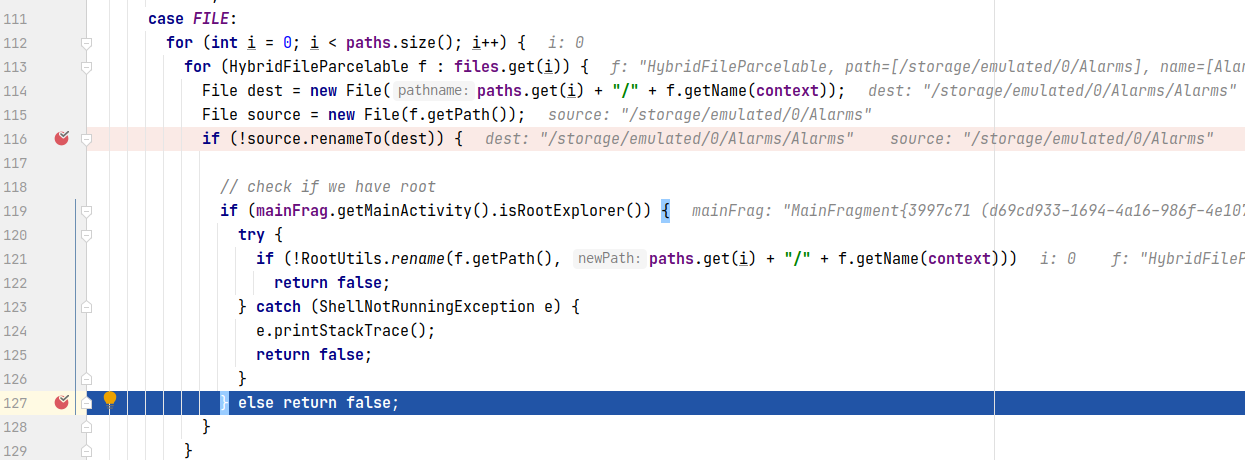 111 case FILE:
112 for (int i = 0; i < paths.size(); i++) { i: 0
113 for (HybridFileParcelable f : files.get(i)) { f: "HybridFileParcelable, path=[/storage/emulated/0/Alarms], name=[Alar
114 File dest = new File( pathname: paths.get(i) + "/" + f.getName(context)); dest: "/storage/emulated/0/Alarms/Alarms"
115 File source = new File(f.getPath()); source: "/storage/emulated/0/Alarms"
116 if (!source.renameTo(dest)) { dest: "/storage/emulated/0/Alarms/Alarms" source: "/storage/emulated/0/Alarms"
117
118 // check if we have root
119 if (mainFrag.getMainActivity().isRootExplorer()) { mainFrag: "MainFragment{3997c71 (d69cd933-1694-4a16-986f-4e107
120 try {
121 if (!RootUtils.rename(f.getPath(), newPath: paths.get(i) + "/" + f.getName(context))) i: 0 f: "HybridFileP
122 return false;
123 } catch (ShellNotRunningException e) {
124 e.printStackTrace();
125 return false;
126 }
127 } else return false;
128 }
129 }